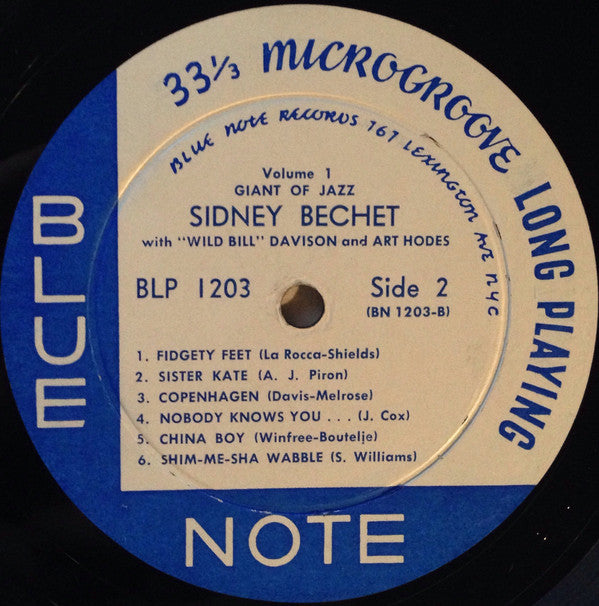 33⅓ MICROGROOVE LONG PLAYING
BLUE NOTE RECORDS 767 LEXINGTON AVE NYC
Volume 1
GIANT OF JAZZ
SIDNEY BECHET
with "WILD BILL" DAVISON and ART HODES
BLP 1203
Side 2
(BN 1203-B)
1. FIDGETY FEET (La Rocca-Shields)
2. SISTER KATE (A. J. Piron)
3. COPENHAGEN (Davis-Melrose)
4. NOBODY KNOWS YOU . . . (J. Cox)
5. CHINA BOY (Winfree-Boutelje)
6. SHIM-ME-SHA WABBLE (S. Williams)
BLUE
NOTE